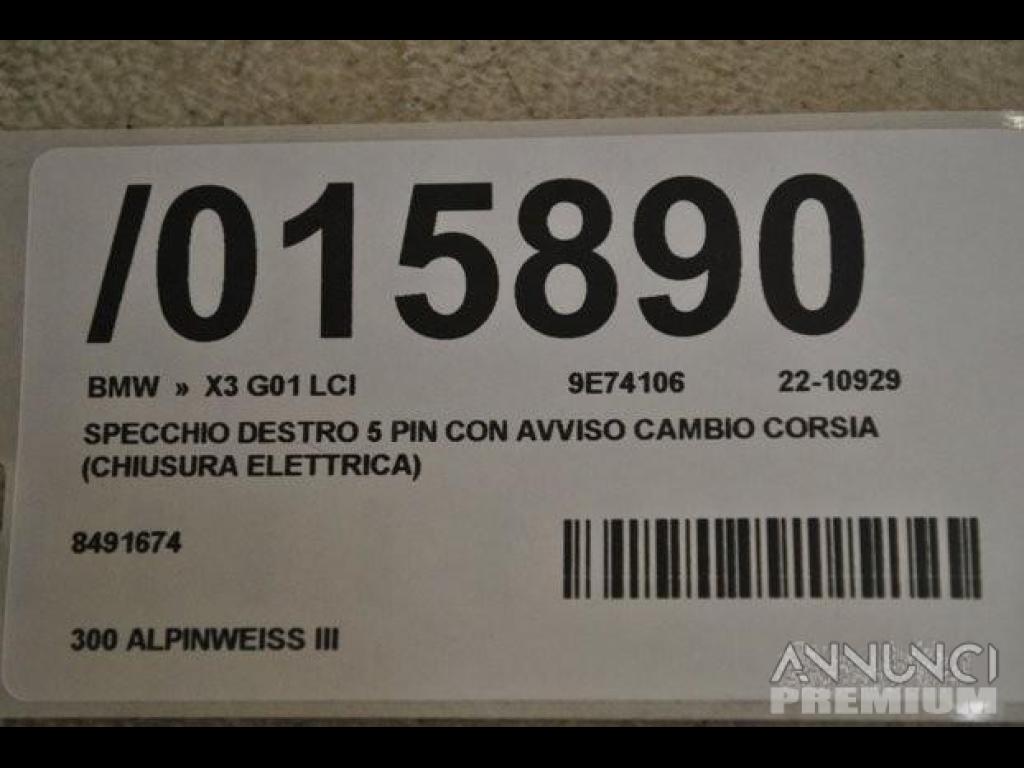 /015890
BMW » X3 G01 LCI 9E74106 22-10929
SPECCHIO DESTRO 5 PIN CON AVVISO CAMBIO CORSIA
(CHIUSURA ELETTRICA)
8491674
300 ALPINWEISS III
ANNUNCI
PREMIUM